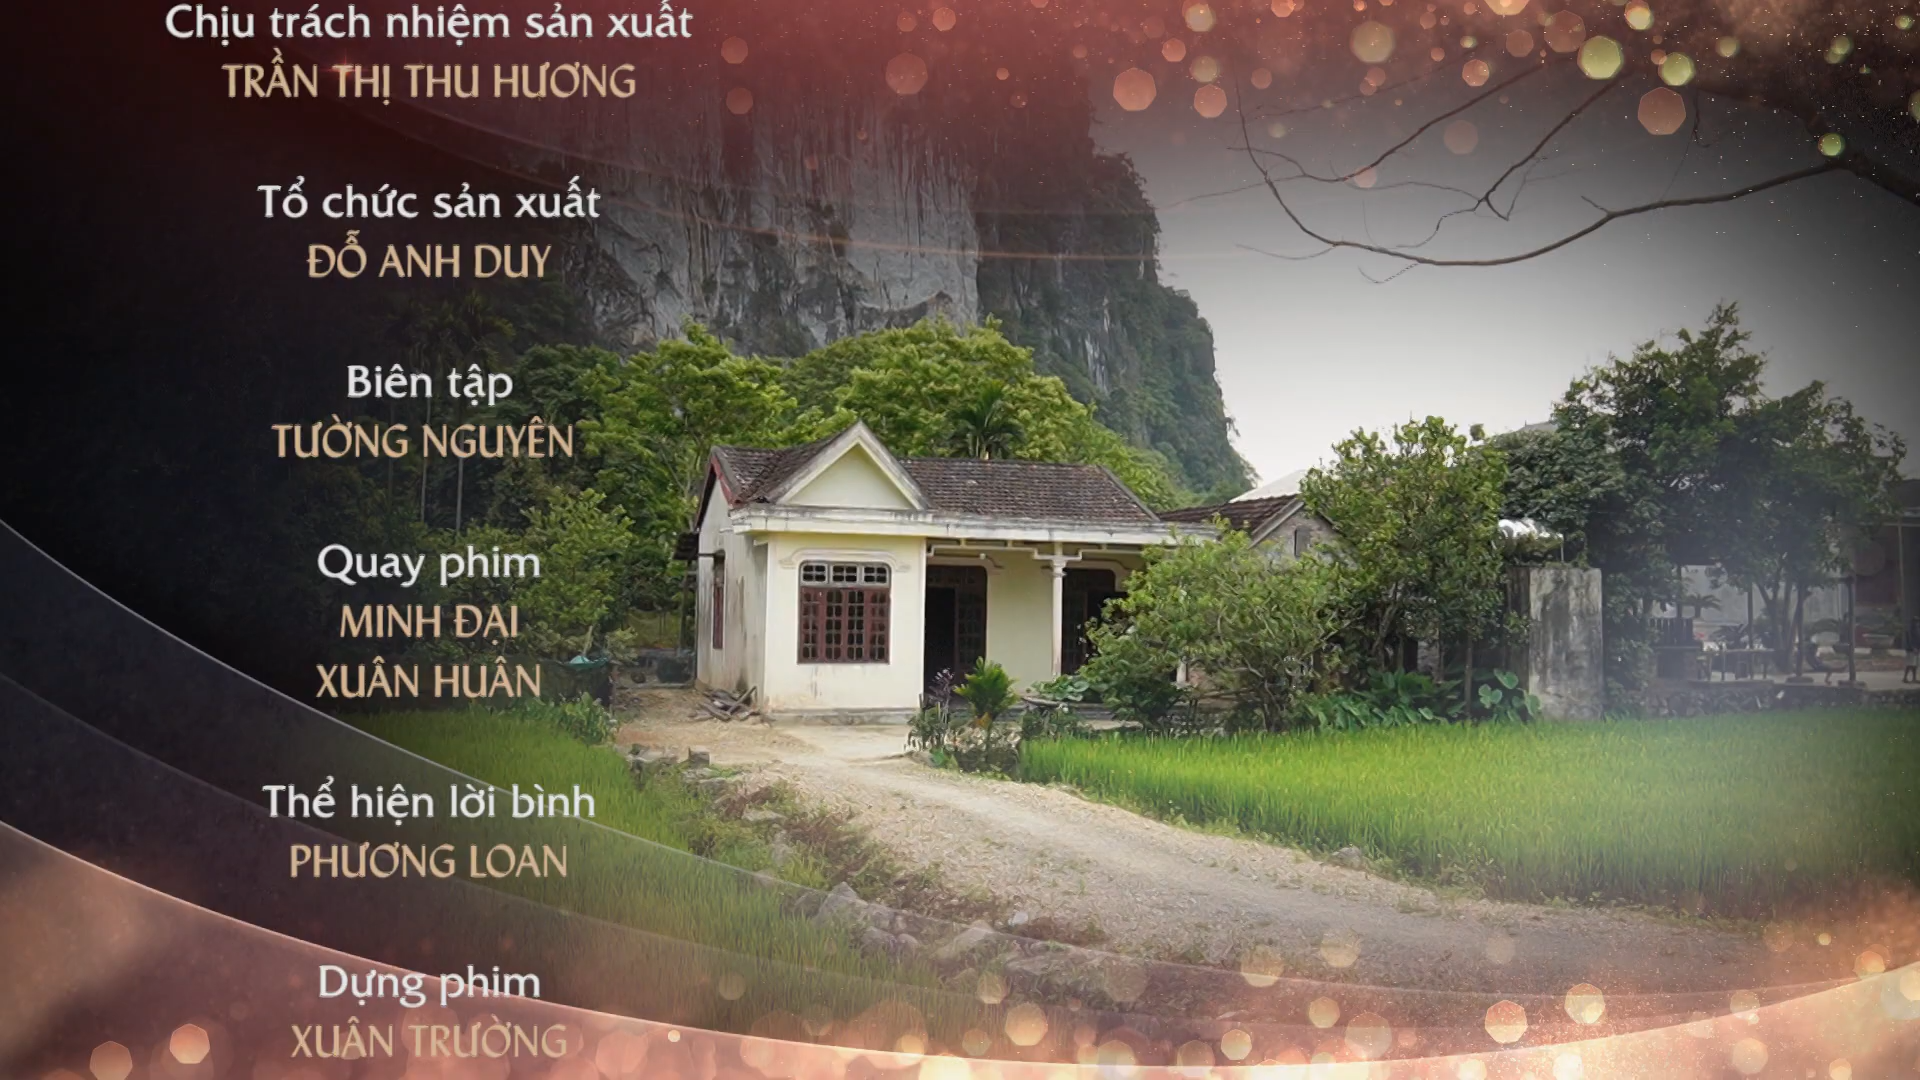 Chịu trách nhiệm sản xuất
TRẦN THỊ THU HƯƠNG
Tổ chức sản xuất
ĐỖ ANH DUY
Biên tập
TƯỜNG NGUYÊN
Quay phim
MINH ĐẠI
XUÂN HUÂN
Thể hiện lời bình
PHƯƠNG LOAN
Dựng phim
XUÂN TRƯỜNG